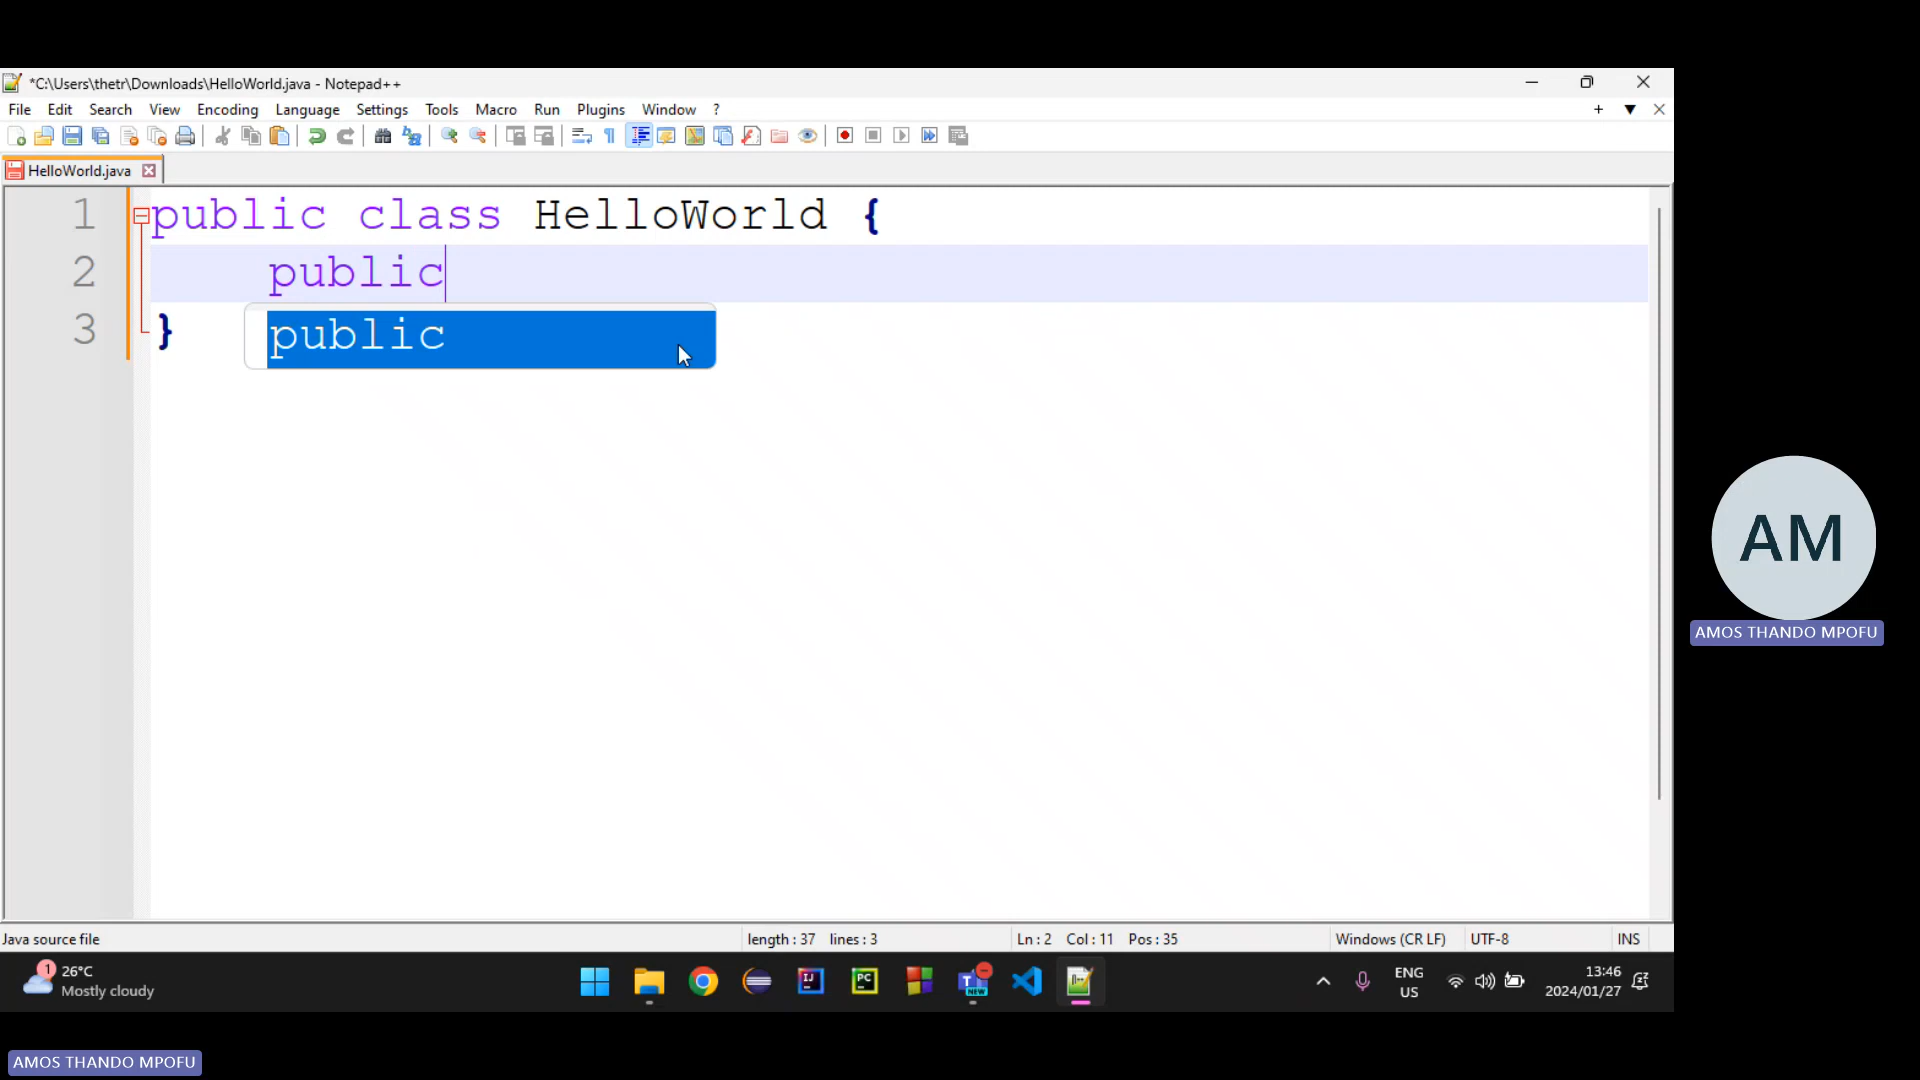 *C:\Users\thetr\Downloads\HelloWorld.java - Notepad++
File Edit Search View Encoding Language Settings Tools Macro Run Plugins Window ?
HelloWorld.java
1 public class HelloWorld {
2 public
3 }
public
AM
AMOS THANDO MPOFU
Java source file length : 37 lines : 3 Ln : 2 Col : 11 Pos : 35 Windows (CR LF) UTF-8 INS
1 26°C
Mostly cloudy
ENG
US
13:46
2024/01/27
AMOS THANDO MPOFU